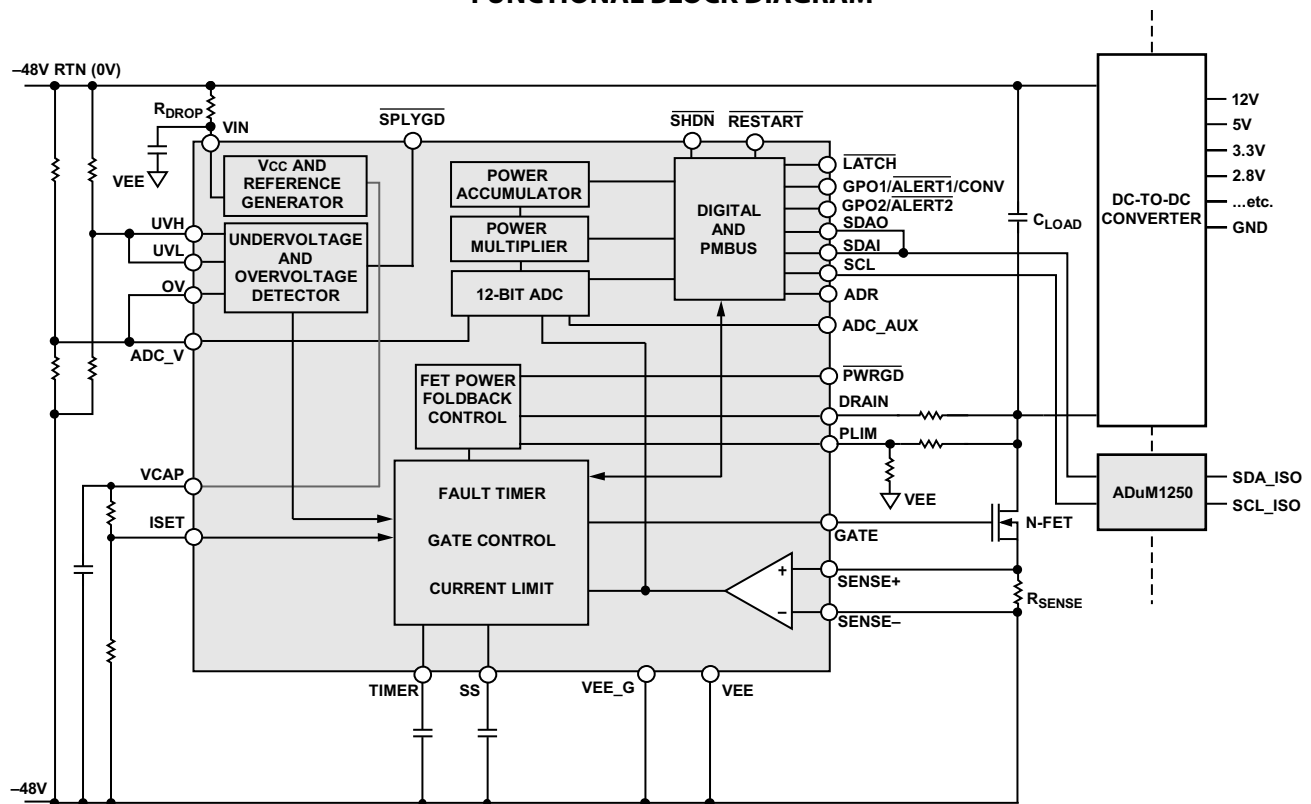 FUNCTIONAL BLOCK DIAGRAM
–48V RTN (0V)
RDROP
VIN
VEE
SPLYGD
SHDN
RESTART
VCC AND
REFERENCE
GENERATOR
UNDERVOLTAGE
AND
OVERVOLTAGE
DETECTOR
POWER
ACCUMULATOR
POWER
MULTIPLIER
12-BIT ADC
DIGITAL
AND
PMBUS
UVH
UVL
OV
ADC_V
LATCH
GPO1/ALERT1/CONV
GPO2/ALERT2
SDAO
SDAI
SCL
ADR
ADC_AUX
PWRGD
DRAIN
PLIM
VEE
FET POWER
FOLDBACK
CONTROL
VCAP
ISET
FAULT TIMER
GATE CONTROL
CURRENT LIMIT
GATE
N-FET
+
SENSE+
–
SENSE–
RSENSE
CLOAD
DC-TO-DC
CONVERTER
12V
5V
3.3V
2.8V
...etc.
GND
ADuM1250
SDA_ISO
SCL_ISO
TIMER
SS
VEE_G
VEE
–48V